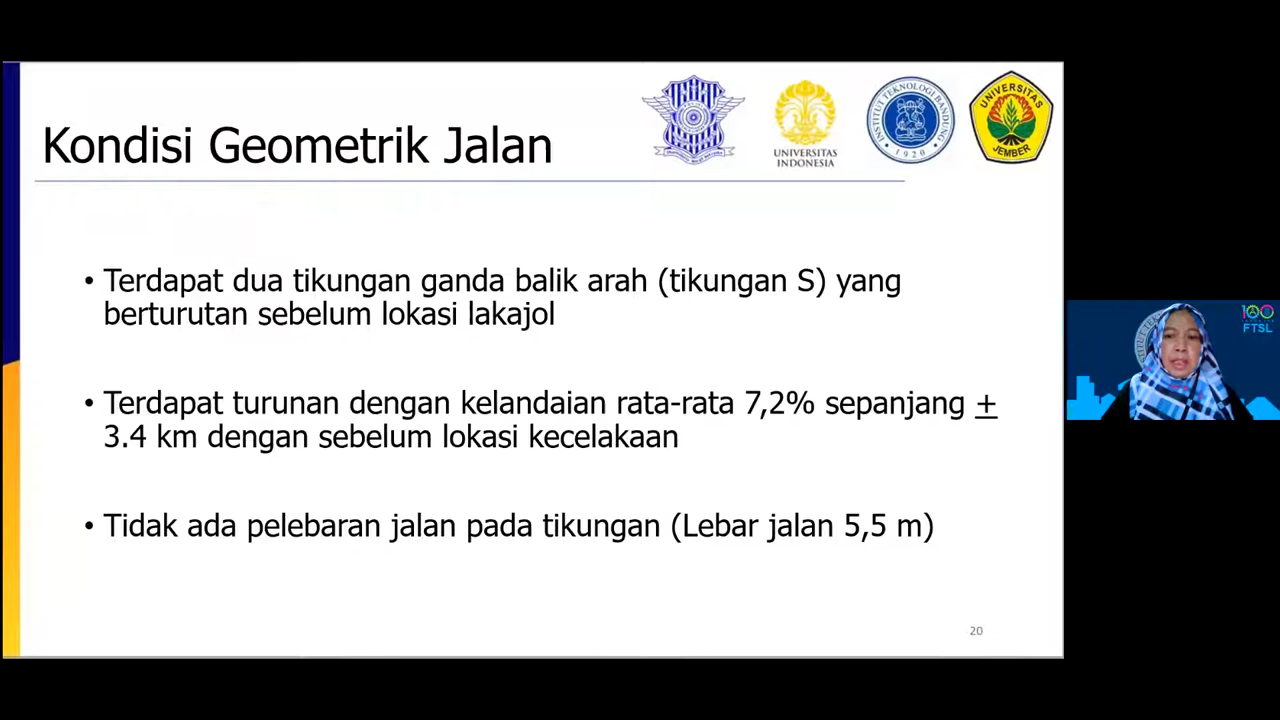 Kondisi Geometrik Jalan
UNIVERSITAS
INDONESIA
INSTITUT TEKNOLOGI BANDUNG
1920
UNIVERSITAS
JEMBER
• Terdapat dua tikungan ganda balik arah (tikungan S) yang
berturutan sebelum lokasi lakajol
• Terdapat turunan dengan kelandaian rata-rata 7,2% sepanjang ±
3.4 km dengan sebelum lokasi kecelakaan
• Tidak ada pelebaran jalan pada tikungan (Lebar jalan 5,5 m)
20
100
FTSL